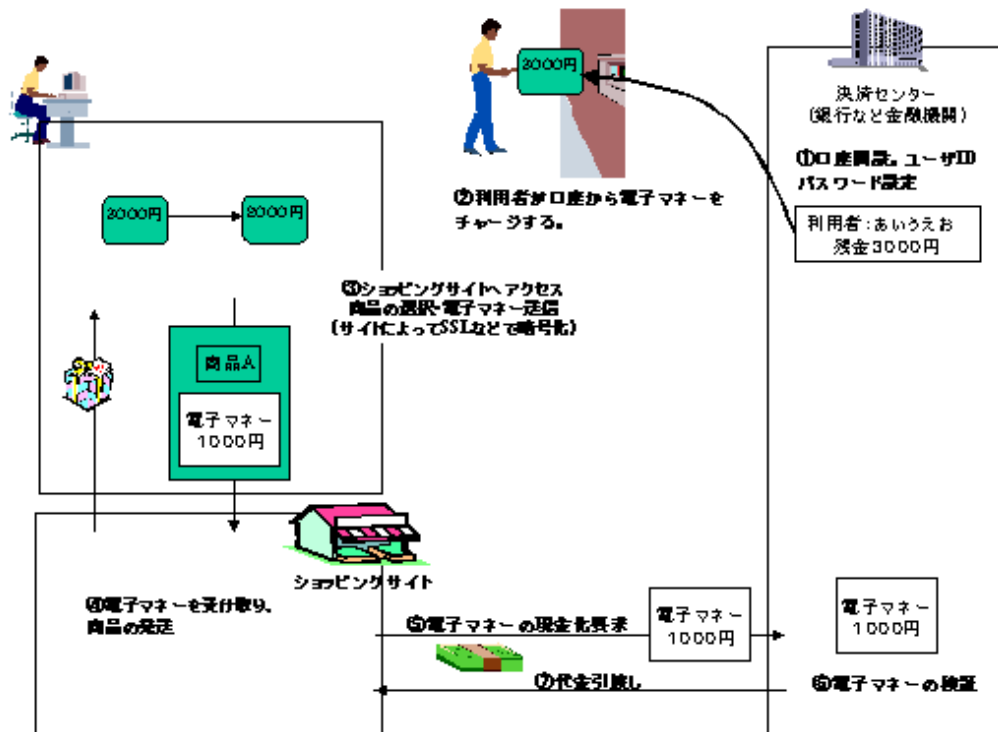 決済センター
(銀行など金融機関)
①口座開設。ユーザID
パスワード設定
利用者：あいうえお
残金3000円
3000円
②利用者が口座から電子マネーを
チャージする。
3000円
2000円
③ショッピングサイトへアクセス
商品の選択・電子マネー送信
(サイトによってSSLなどで暗号化)
商品A
電子マネー
1000円
ショッピングサイト
④電子マネーを受け取り、
商品の発送
⑤電子マネーの現金化要求
電子マネー
1000円
電子マネー
1000円
⑥電子マネーの検証
⑦代金引渡し